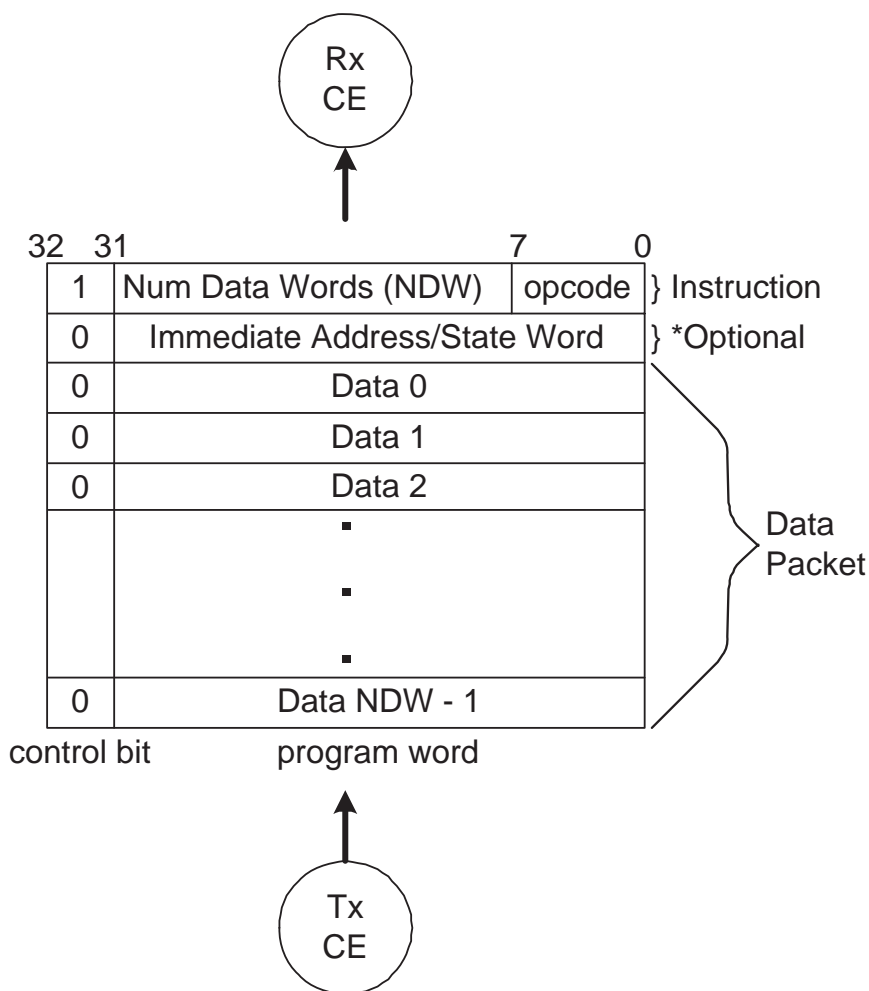 Rx
CE
32 31 7 0
1 Num Data Words (NDW) opcode } Instruction
0 Immediate Address/State Word } *Optional
0 Data 0
0 Data 1
0 Data 2
Data
Packet
0 Data NDW - 1
control bit program word
Tx
CE